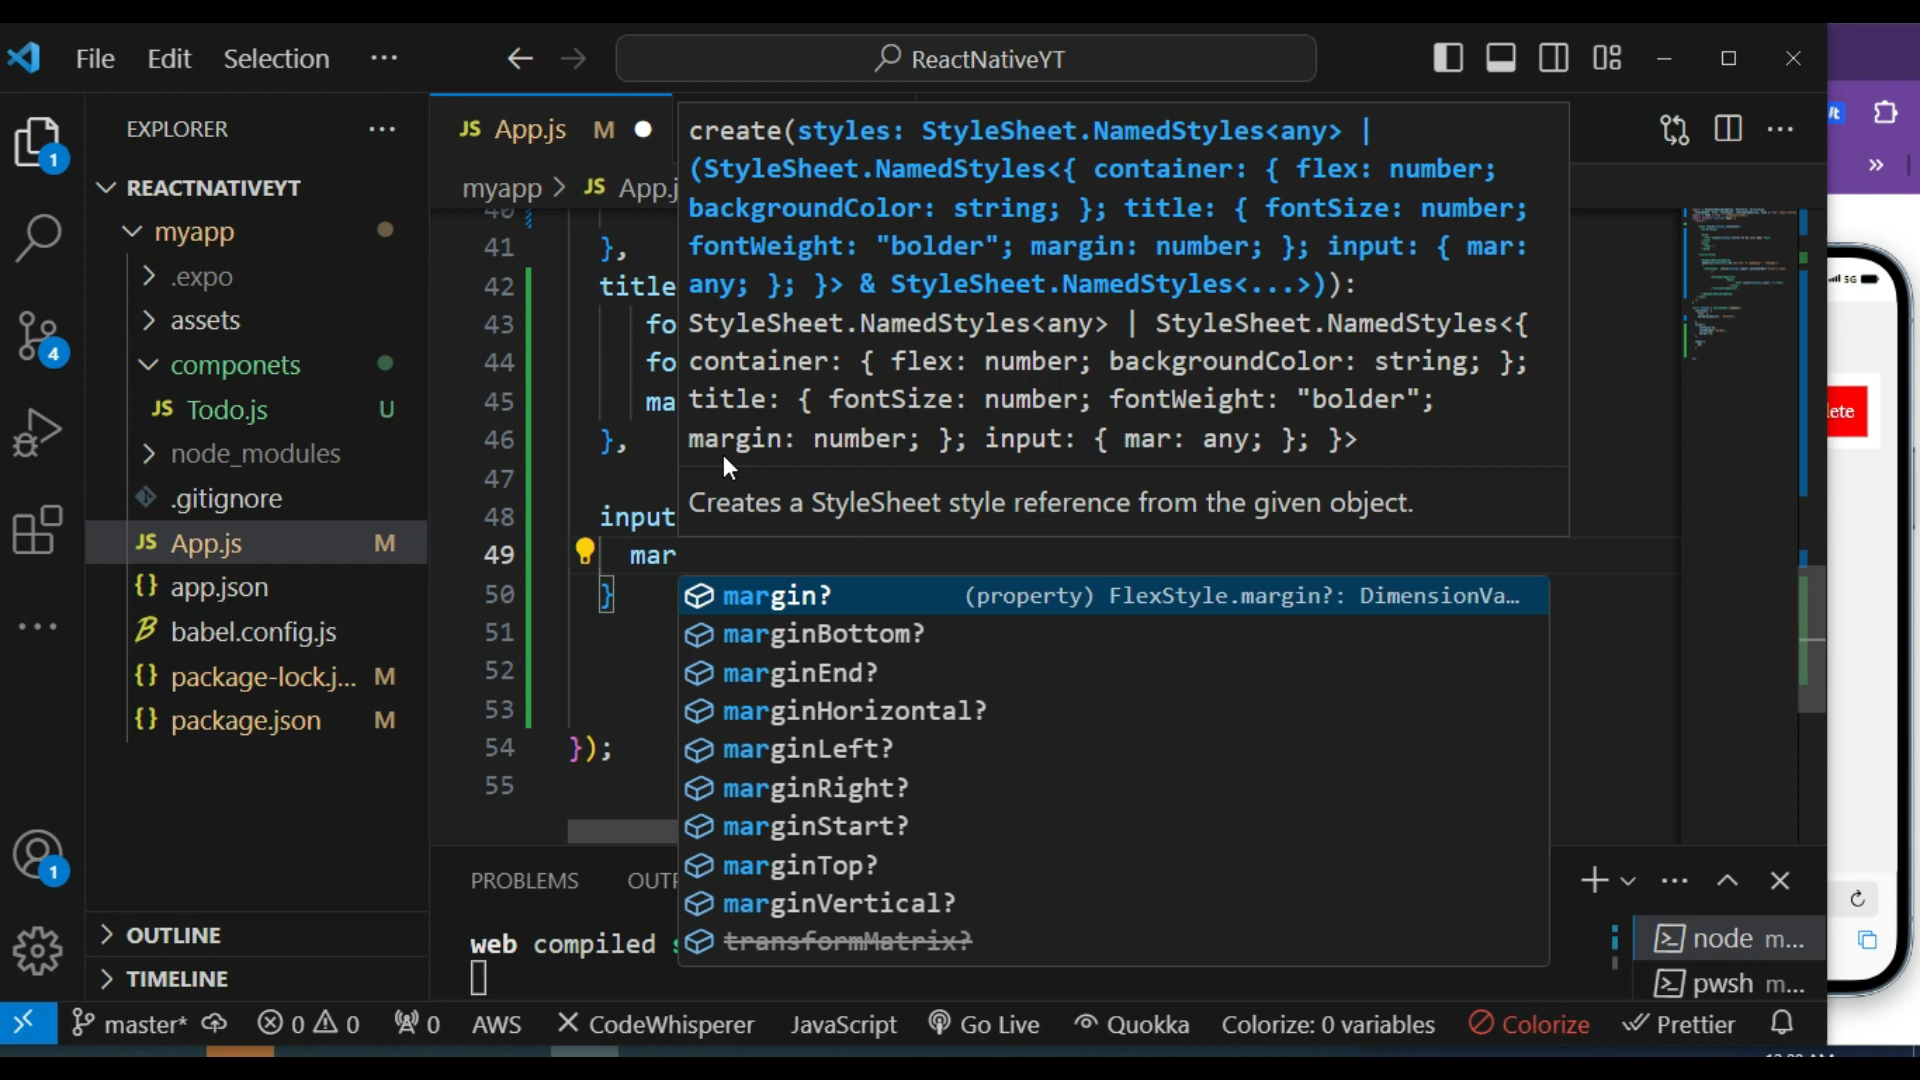 File Edit Selection ···
ReactNativeYT
EXPLORER
REACTNATIVEYT
myapp
.expo
assets
componets
JS Todo.js U
node_modules
.gitignore
JS App.js M
{} app.json
babel.config.js
{} package-lock.j... M
{} package.json M
OUTLINE
TIMELINE
1
4
1
JS App.js M
myapp > JS App.j
create(styles: StyleSheet.NamedStyles<any> |
(StyleSheet.NamedStyles<{ container: { flex: number;
backgroundColor: string; }; title: { fontSize: number;
fontWeight: "bolder"; margin: number; }; input: { mar:
any; }; }> & StyleSheet.NamedStyles<...>)):
StyleSheet.NamedStyles<any> | StyleSheet.NamedStyles<{
container: { flex: number; backgroundColor: string; };
title: { fontSize: number; fontWeight: "bolder";
margin: number; }; input: { mar: any; }; }>
Creates a StyleSheet style reference from the given object.
40
41 },
42 title
43 fo
44 fo
45 ma
46 },
47
48 input
49 mar
50 }
51
52
53
54 });
55
margin? (property) FlexStyle.margin?: DimensionVa...
marginBottom?
marginEnd?
marginHorizontal?
marginLeft?
marginRight?
marginStart?
marginTop?
marginVertical?
transformMatrix?
PROBLEMS OUTP
web compiled s
node m...
pwsh m...
5G
lete
master* 0 0 0 AWS CodeWhisperer JavaScript Go Live Quokka Colorize: 0 variables Colorize Prettier